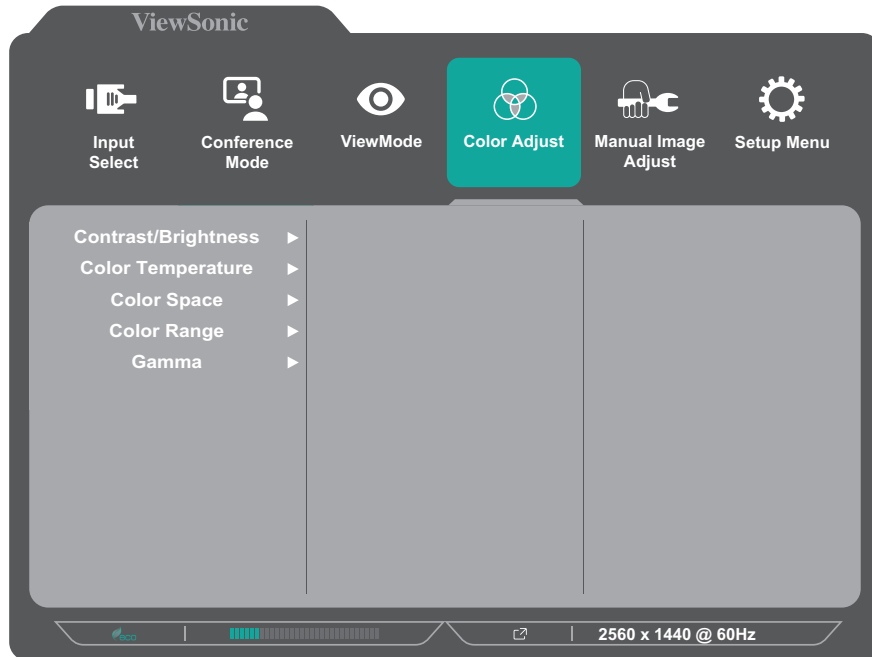 ViewSonic
Input
Select
Conference
Mode
ViewMode
Color Adjust
Manual Image
Adjust
Setup Menu
Contrast/Brightness
Color Temperature
Color Space
Color Range
Gamma
eco
2560 x 1440 @ 60Hz